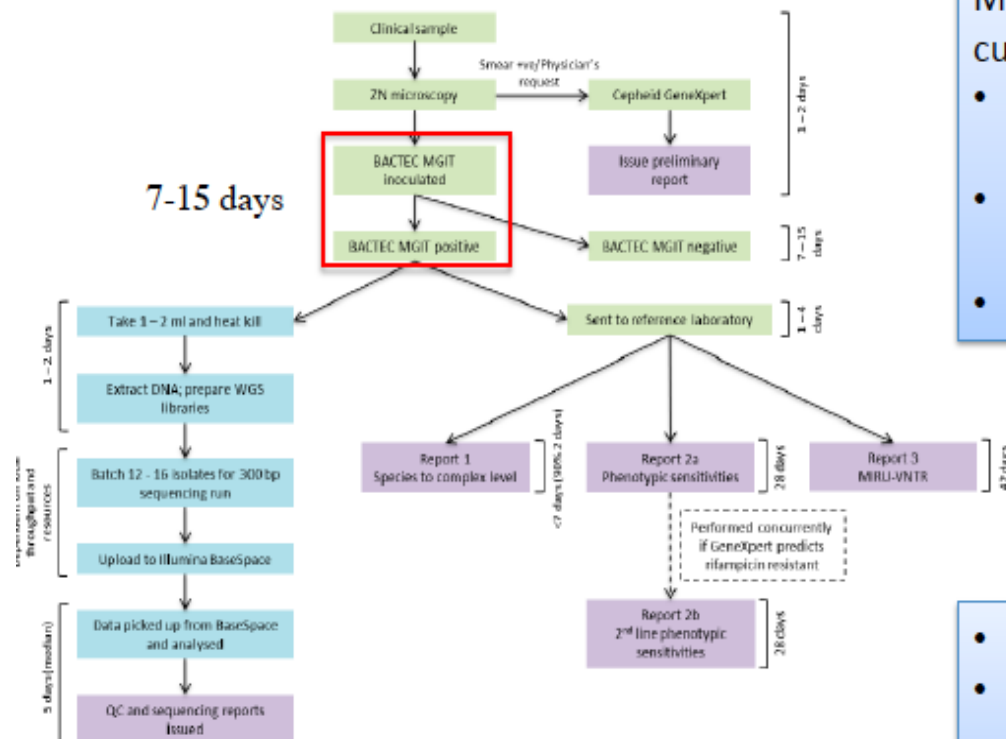 Clinical sample
Smear +ve/Physician's
request
ZN microscopy
Cepheid GeneXpert
1 – 2 days
BACTEC MGIT
inoculated
Issue preliminary
report
7-15 days
BACTEC MGIT positive
BACTEC MGIT negative
7–15
days
Take 1 – 2 ml and heat kill
Sent to reference laboratory
1–4
days
1 – 2 days
Extract DNA; prepare WGS
libraries
Report 1
Species to complex level
<7 days (90% 2 days)
Report 2a
Phenotypic sensitivities
28 days
Report 3
MIRU-VNTR
42 days
Batch 12 - 16 isolates for 300 bp
sequencing run
throughput and
resources
Performed concurrently
if GeneXpert predicts
rifampicin resistant
Upload to Illumina BaseSpace
Data picked up from BaseSpace
and analysed
Report 2b
2nd line phenotypic
sensitivities
28 days
5 days (median)
QC and sequencing reports
issued
cu
•
•
•
•
•